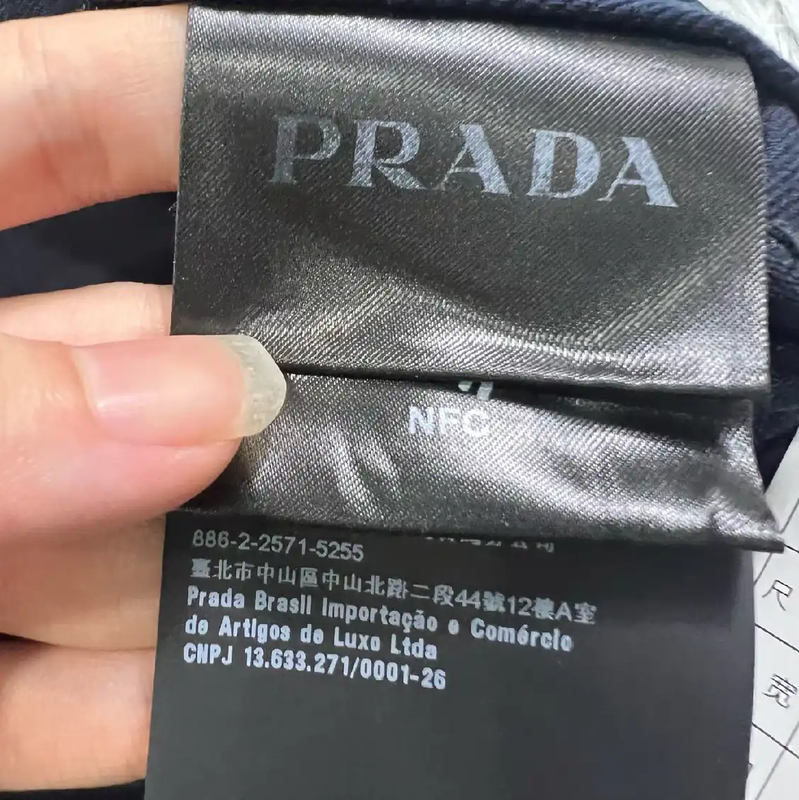 PRADA
NFC
886-2-2571-5255
臺北市中山區中山北路二段44號12樓A室
Prada Brasil Importação e Comércio
de Artigos de Luxo Ltda
CNPJ 13.633.271/0001-26
尺
宽